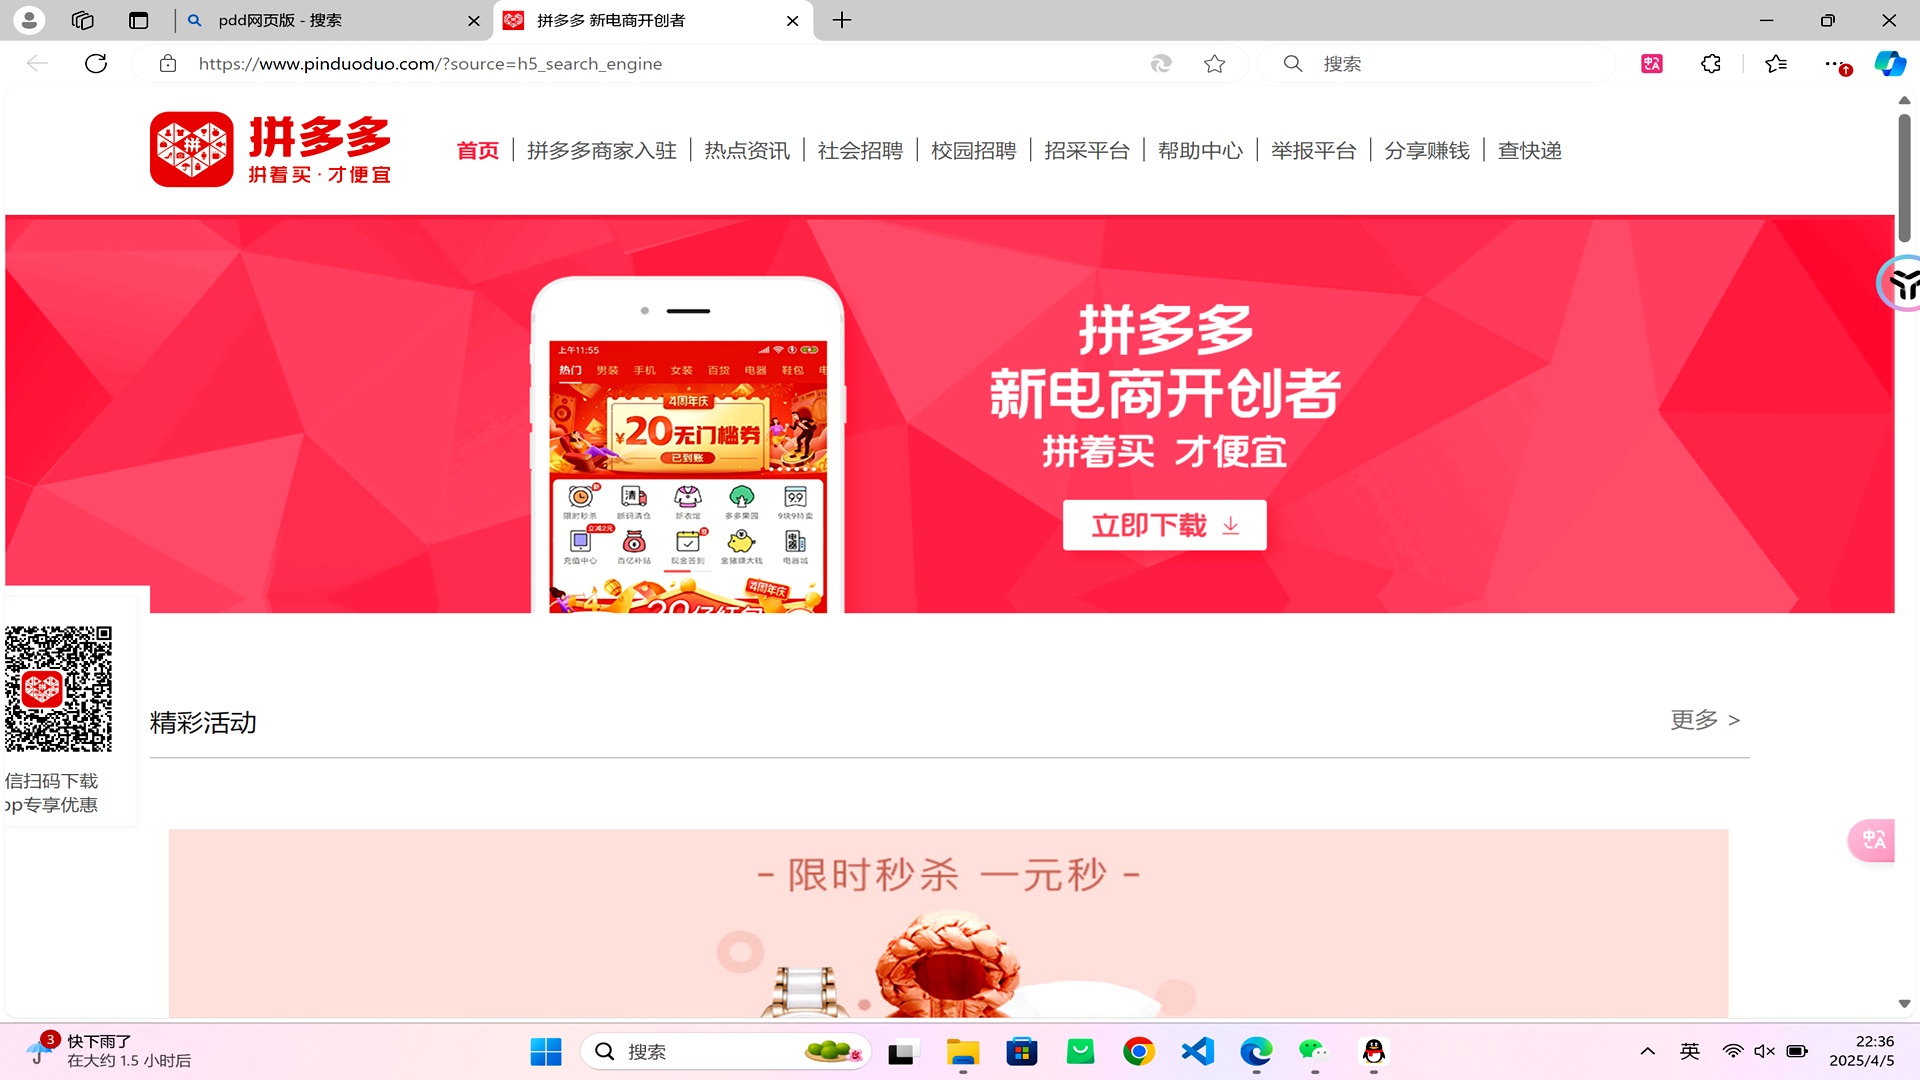 pdd网页版 - 搜索
拼多多 新电商开创者
https://www.pinduoduo.com/?source=h5_search_engine
搜索
拼多多
拼着买·才便宜
首页
拼多多商家入驻
热点资讯
社会招聘
校园招聘
招采平台
帮助中心
举报平台
分享赚钱
查快递
上午11:55
热门 男装 手机 女装 百货 电器 鞋包 电
4周年庆
¥20无门槛券
已到账
限时秒杀 断码清仓 新衣馆 多多果园 9块9特卖
立减2元
充值中心 百亿补贴 现金签到 金猪赚大钱 电器城
4周年庆
拼多多
新电商开创者
拼着买 才便宜
立即下载
信扫码下载
pp专享优惠
精彩活动
更多 >
- 限时秒杀 一元秒 -
3
快下雨了
在大约 1.5 小时后
搜索
英
22:36
2025/4/5